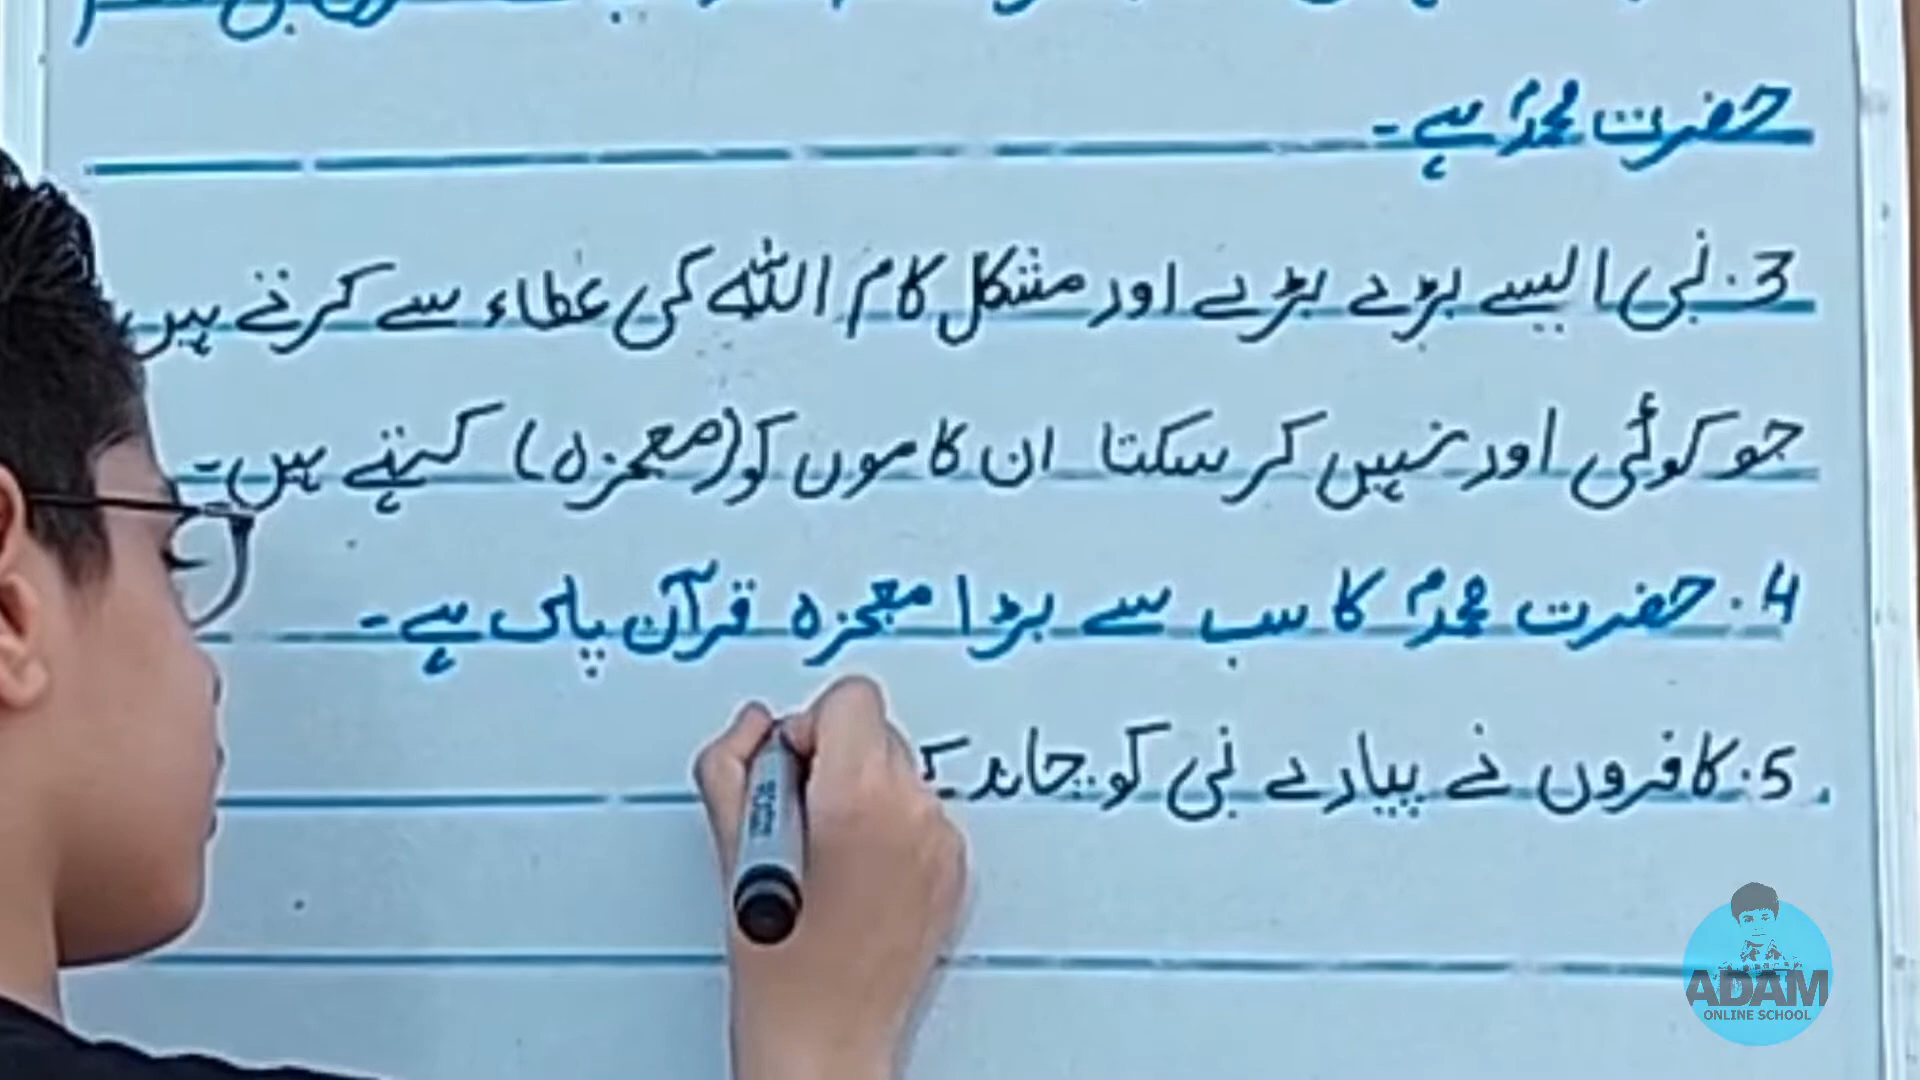 حضرت محمدؐ ہے۔
3. نبی ایسے بڑے بڑے اور مشکل کام اللہ کی عطاء سے کرتے ہیں
جو کوئی اور نہیں کر سکتا ان کاموں کو (معجزہ) کہتے ہیں۔
4. حضرت محمدؐ کا سب سے بڑا معجزہ قرآن پاک ہے۔
5. کافروں نے پیارے نبی کو چاند
ADAM
ONLINE SCHOOL